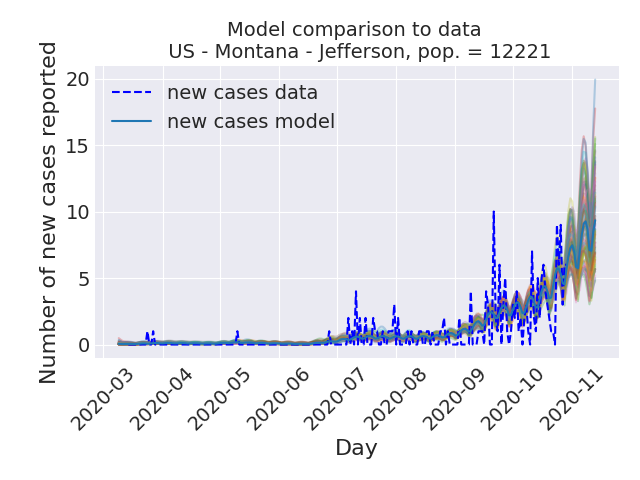 Model comparison to data
US - Montana - Jefferson, pop. = 12221
Number of new cases reported
20
15
10
5
0
new cases data
new cases model
2020-03
2020-04
2020-05
2020-06
2020-07
2020-08
2020-09
2020-10
2020-11
Day